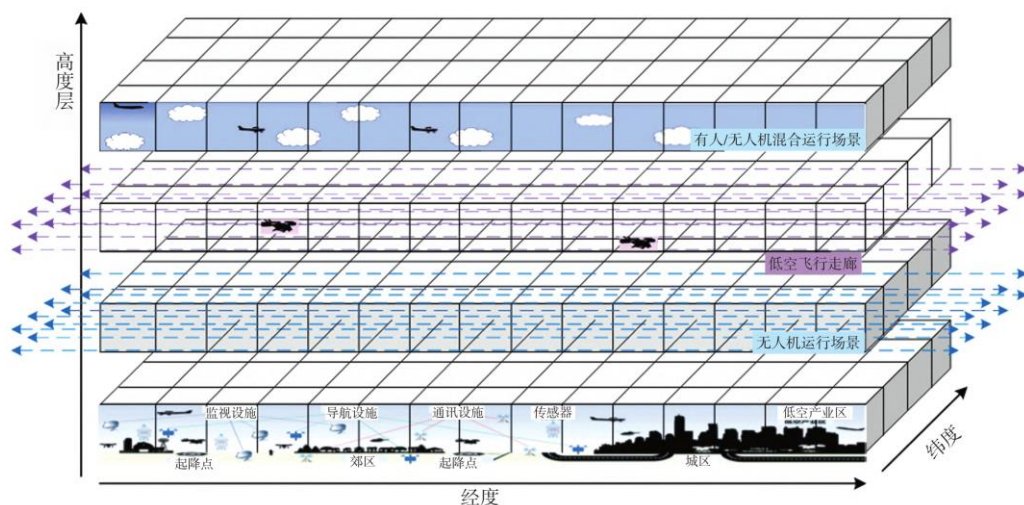 高度层
有人/无人机混合运行场景
低空飞行走廊
无人机运行场景
监视设施
导航设施
通讯设施
传感器
低空产业区
起降点
郊区
起降点
城区
经度
纬度